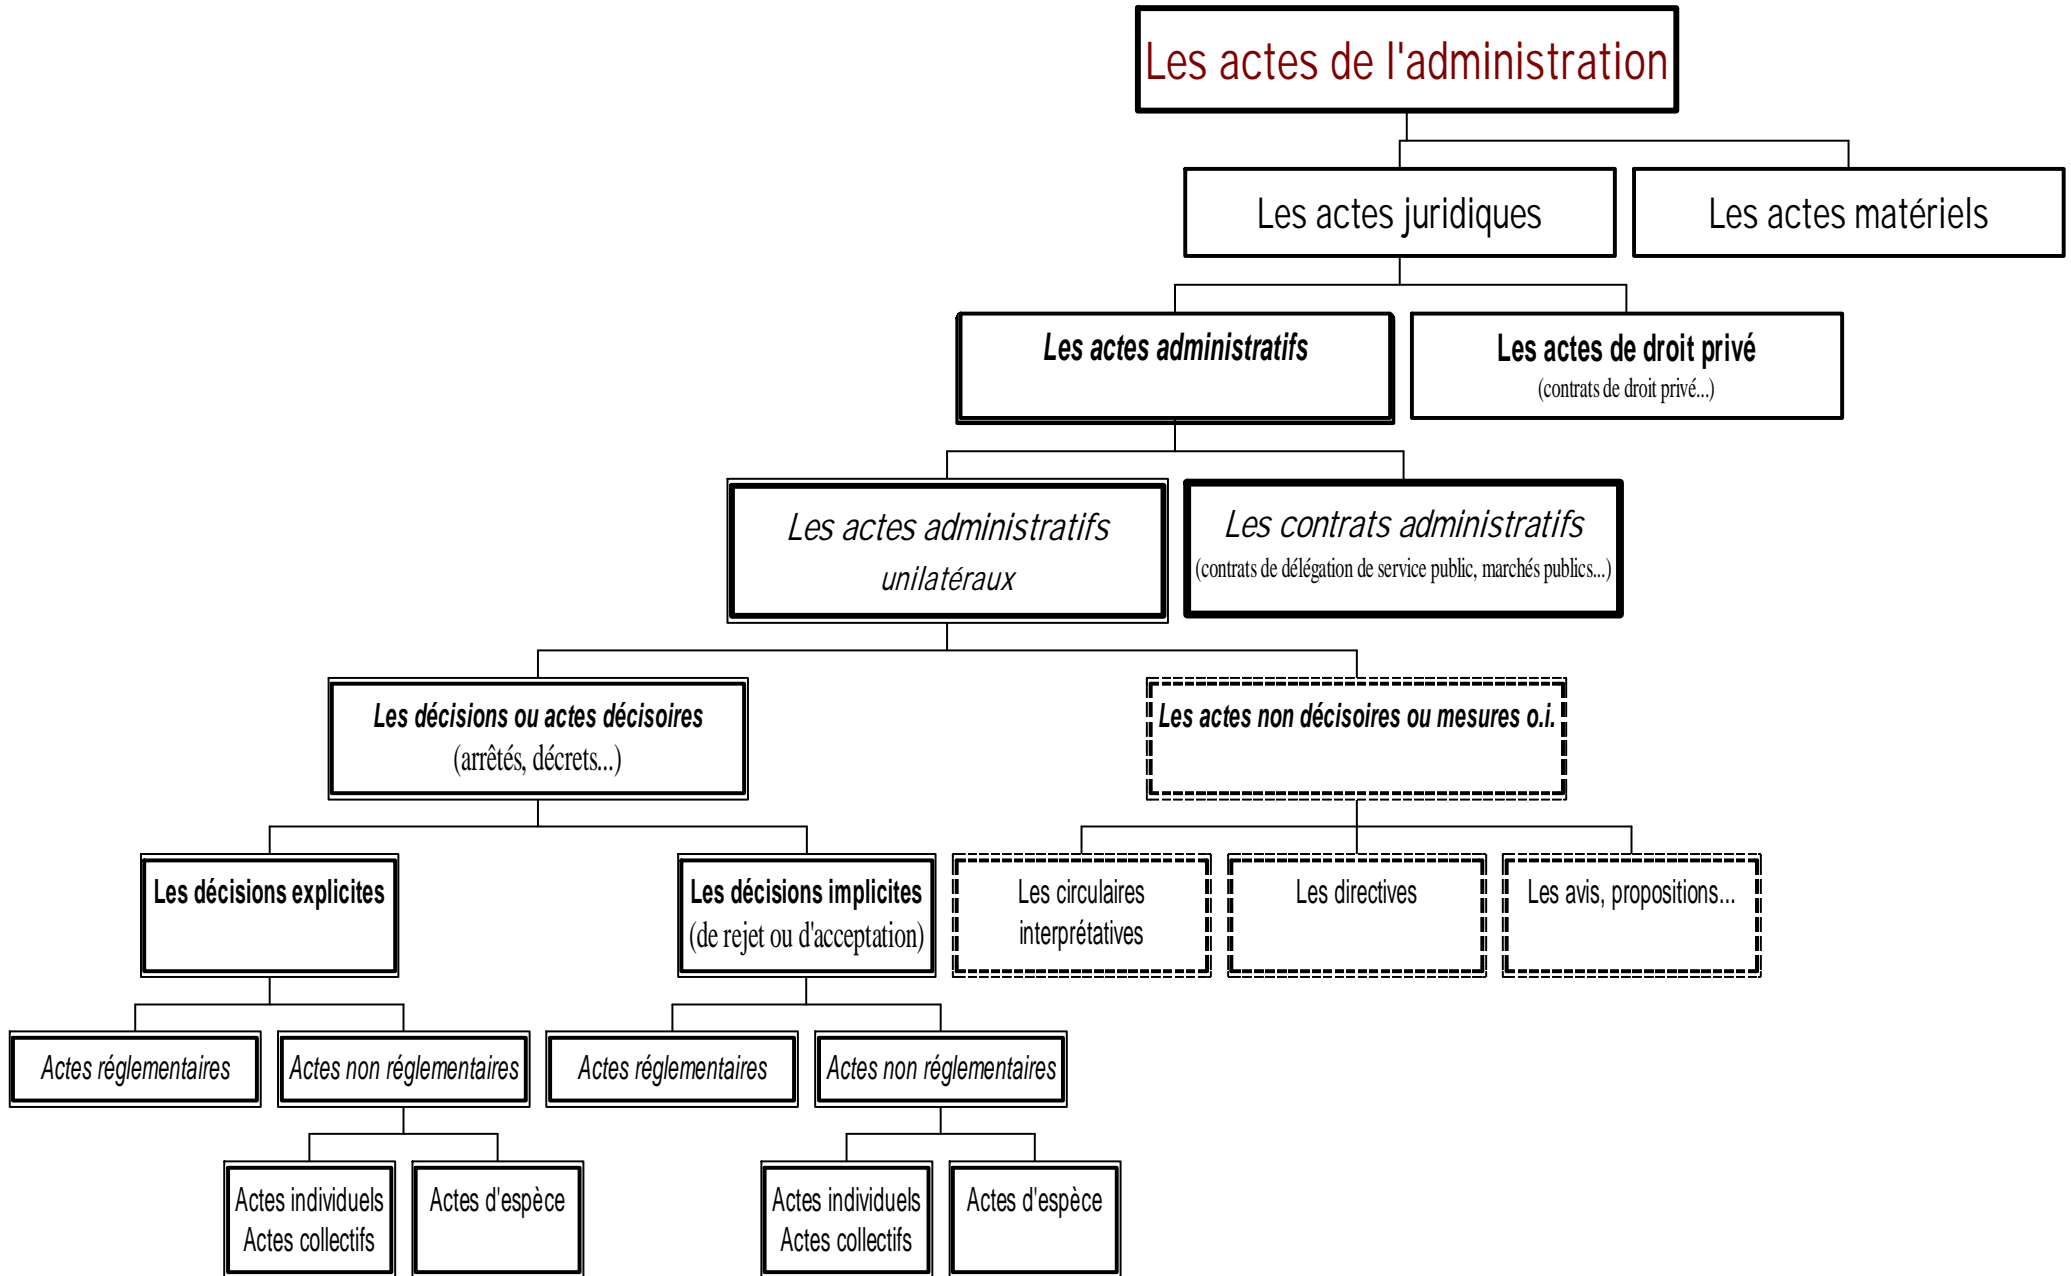 Les actes de l'administration
Les actes juridiques
Les actes matériels
Les actes administratifs
Les actes de droit privé
(contrats de droit privé...)
Les actes administratifs
unilatéraux
Les contrats administratifs
(contrats de délégation de service public, marchés publics...)
Les décisions ou actes décisoires
(arrêtés, décrets...)
Les actes non décisoires ou mesures o.i.
Les décisions explicites
Les décisions implicites
(de rejet ou d'acceptation)
Les circulaires
interprétatives
Les directives
Les avis, propositions...
Actes réglementaires
Actes non réglementaires
Actes réglementaires
Actes non réglementaires
Actes individuels
Actes collectifs
Actes d'espèce
Actes individuels
Actes collectifs
Actes d'espèce